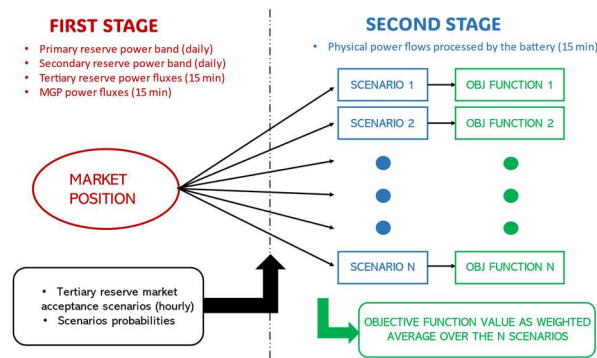 FIRST STAGE
• Primary reserve power band (daily)
• Secondary reserve power band (daily)
• Tertiary reserve power fluxes (15 min)
• MGP power fluxes (15 min)
MARKET
POSITION
• Tertiary reserve market
acceptance scenarios (hourly)
• Scenarios probabilities
SECOND STAGE
• Physical power flows processed by the battery (15 min)
SCENARIO 1
OBJ FUNCTION 1
SCENARIO 2
OBJ FUNCTION 2
SCENARIO N
OBJ FUNCTION N
OBJECTIVE FUNCTION VALUE AS WEIGHTED
AVERAGE OVER THE N SCENARIOS